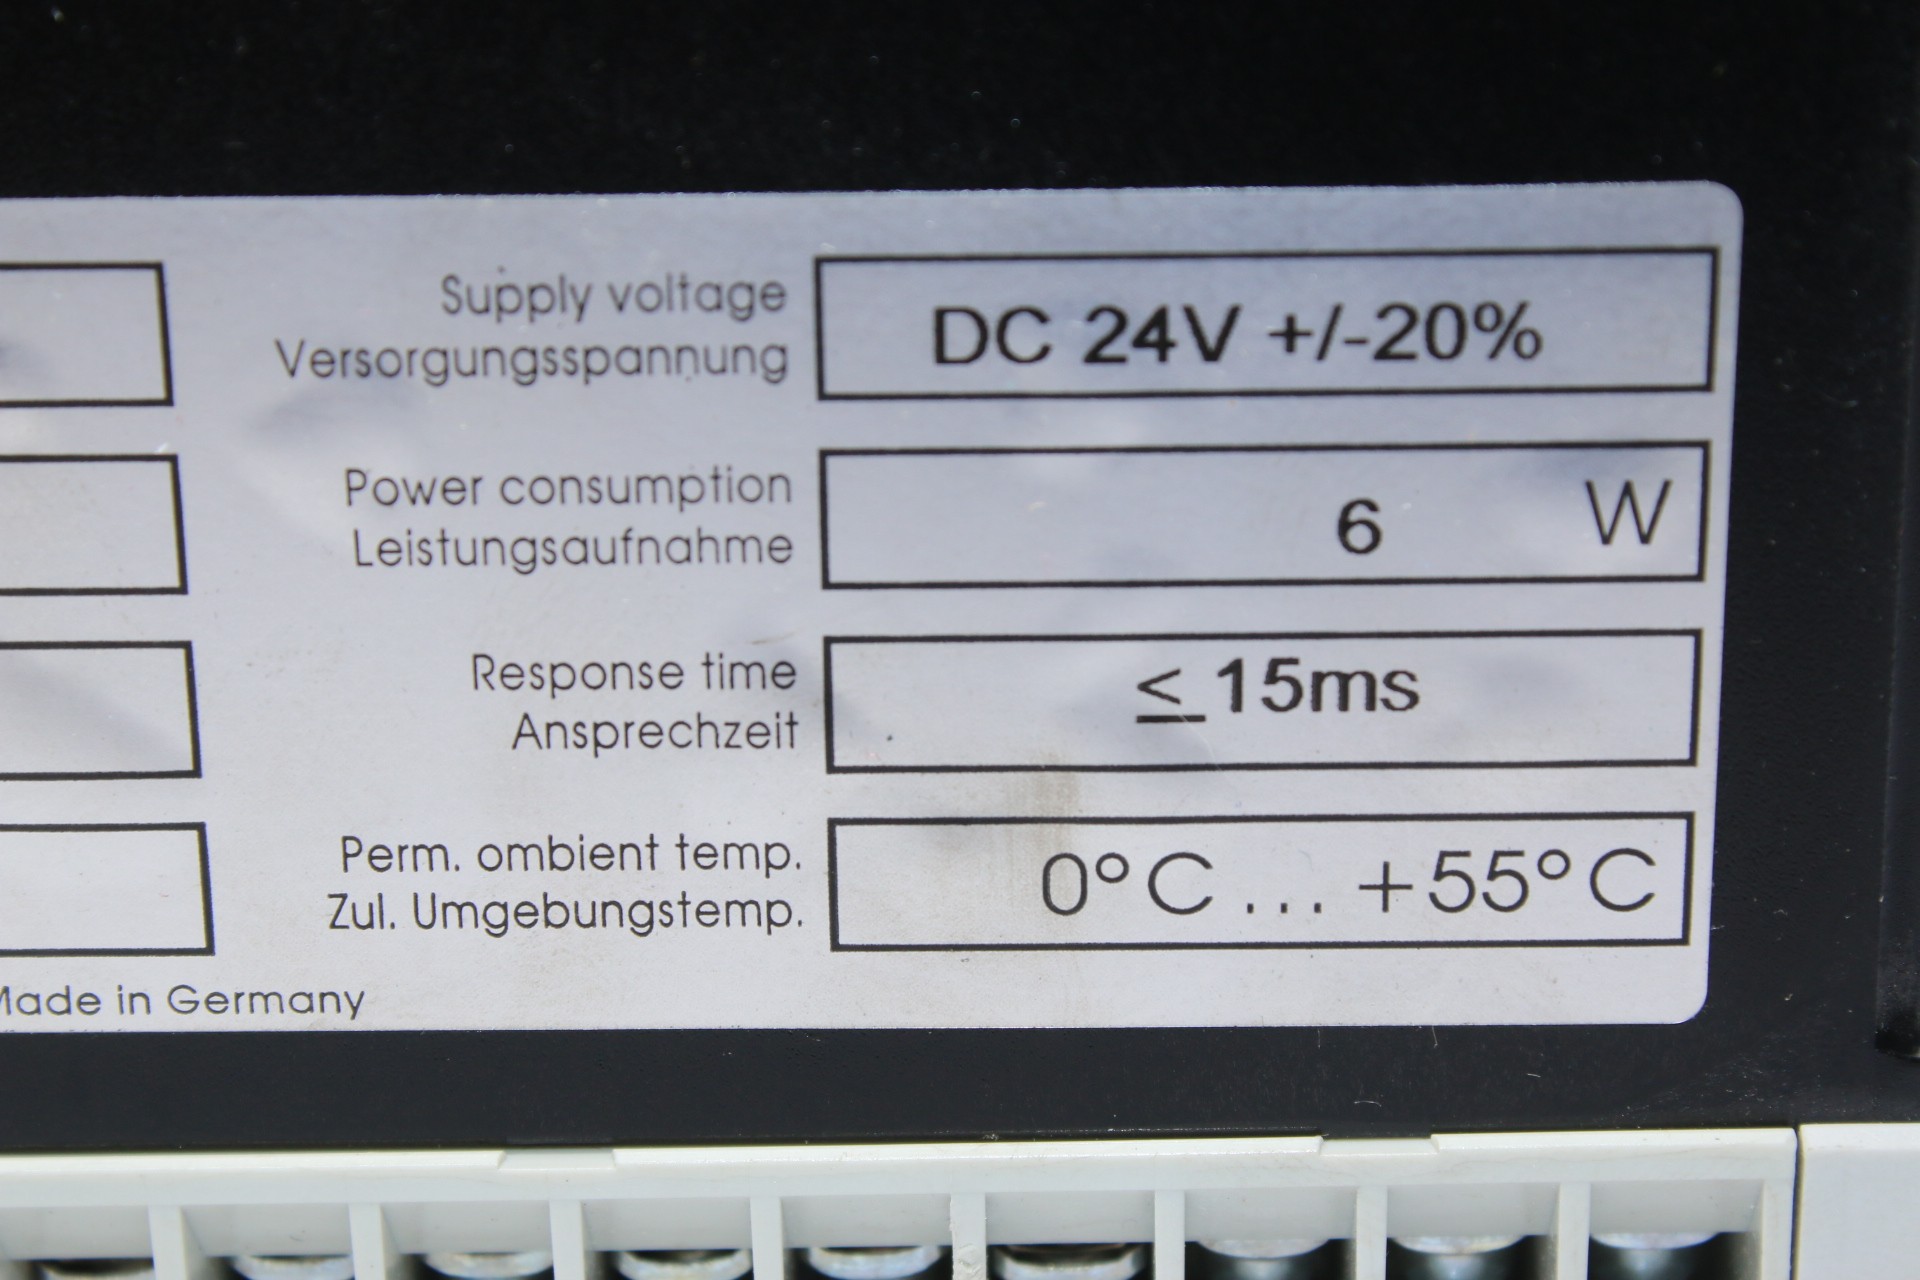 Supply voltage
Versorgungsspannung
DC 24V +/-20%
Power consumption
Leistungsaufnahme
6 W
Response time
Ansprechzeit
≤ 15ms
Perm. ombient temp.
Zul. Umgebungstemp.
0°C ... +55°C
Made in Germany